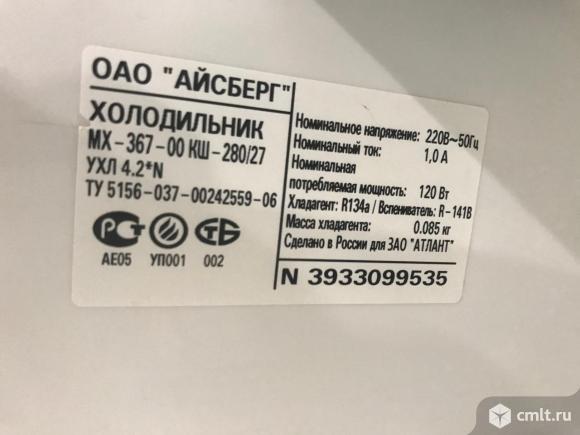 ОАО "АЙСБЕРГ"
ХОЛОДИЛЬНИК
МХ-367-00 КШ-280/27
УХЛ 4.2*N
ТУ 5156-037-00242559-06
РСТ
СТБ
АЕ05 УП001 002
Номинальное напряжение: 220В~50Гц
Номинальный ток: 1,0 А
Номинальная
потребляемая мощность: 120 Вт
Хладагент: R134a / Вспениватель: R-141B
Масса хладагента: 0.085 кг
Сделано в России для ЗАО "АТЛАНТ"
N 3933099535
cmlt.ru